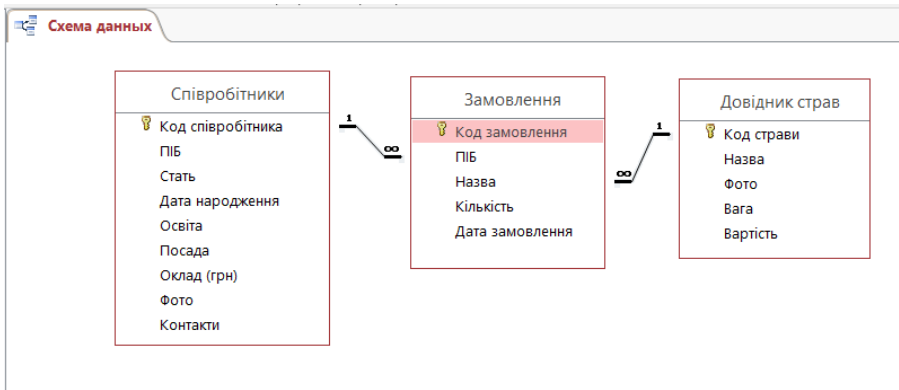 Схема данных
Співробітники
Код співробітника
ПІБ
Стать
Дата народження
Освіта
Посада
Оклад (грн)
Фото
Контакти
1
∞
Замовлення
Код замовлення
ПІБ
Назва
Кількість
Дата замовлення
1
∞
Довідник страв
Код страви
Назва
Фото
Вага
Вартість